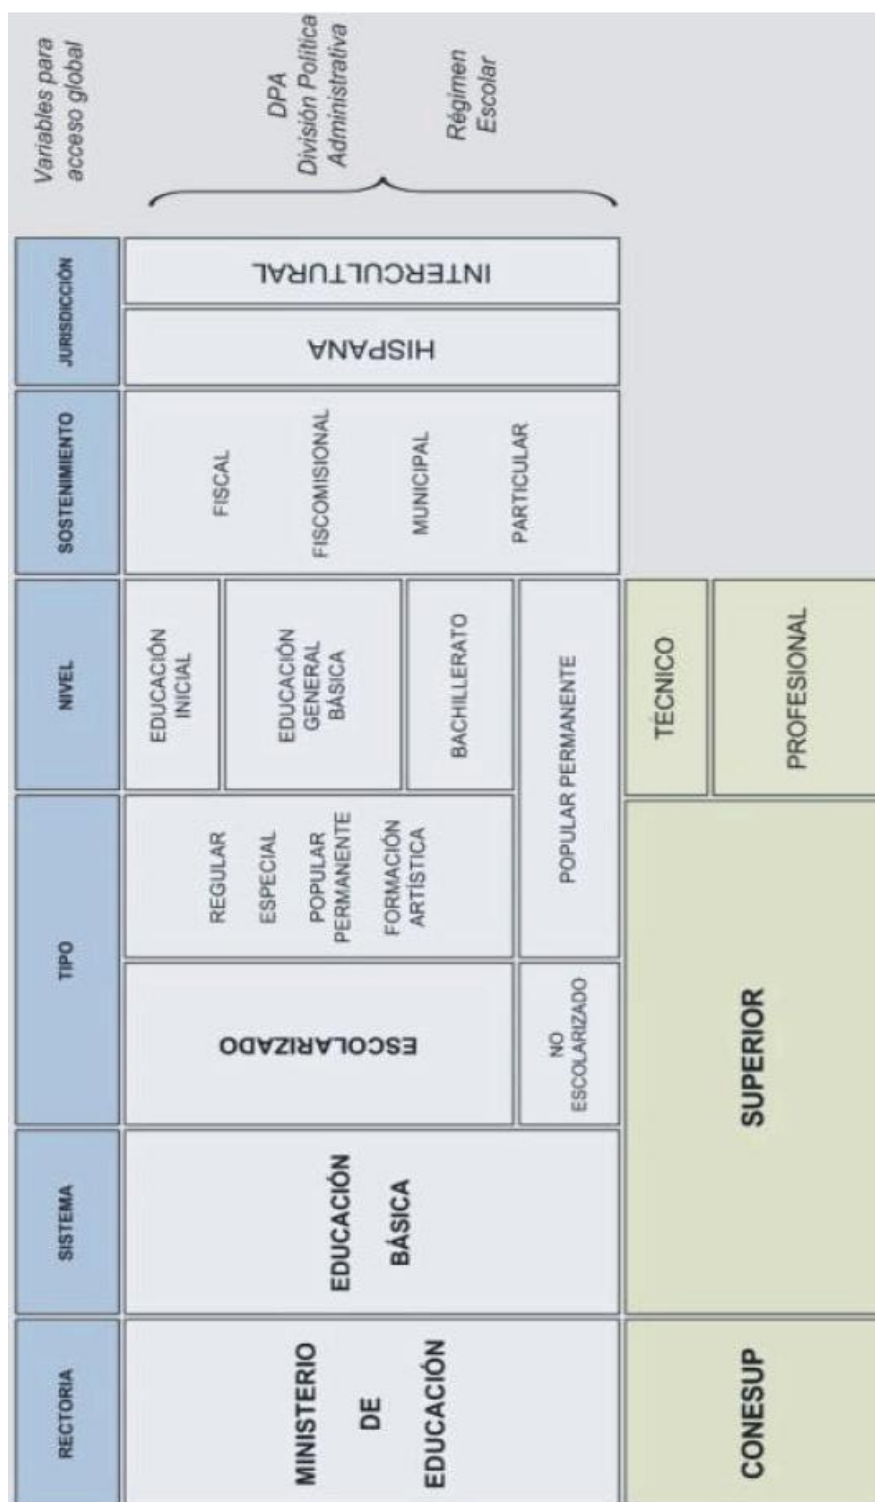 RECTORIA
SISTEMA
TIPO
NIVEL
SOSTENIMIENTO
JURISDICCIÓN
Variables para
acceso global
MINISTERIO
DE
EDUCACIÓN
EDUCACIÓN
BÁSICA
ESCOLARIZADO
NO
ESCOLARIZADO
REGULAR
ESPECIAL
POPULAR
PERMANENTE
FORMACIÓN
ARTÍSTICA
POPULAR PERMANENTE
EDUCACIÓN
INICIAL
EDUCACIÓN
GENERAL
BÁSICA
BACHILLERATO
FISCAL
FISCOMISIONAL
MUNICIPAL
PARTICULAR
HISPANA
INTERCULTURAL
DPA
División Política
Administrativa
Régimen
Escolar
CONESUP
SUPERIOR
TÉCNICO
PROFESIONAL